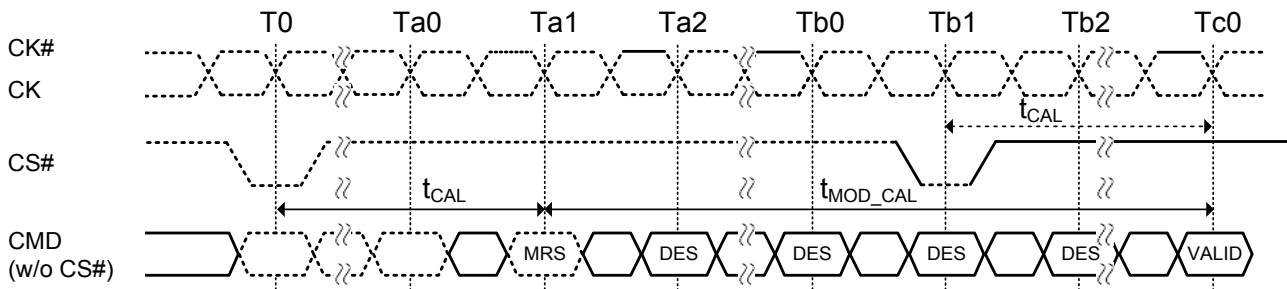 T0 Ta0 Ta1 Ta2 Tb0 Tb1 Tb2 Tc0
CK#
CK
tCAL
CS#
tCAL tMOD_CAL
CMD
(w/o CS#)
MRS DES DES DES DES VALID